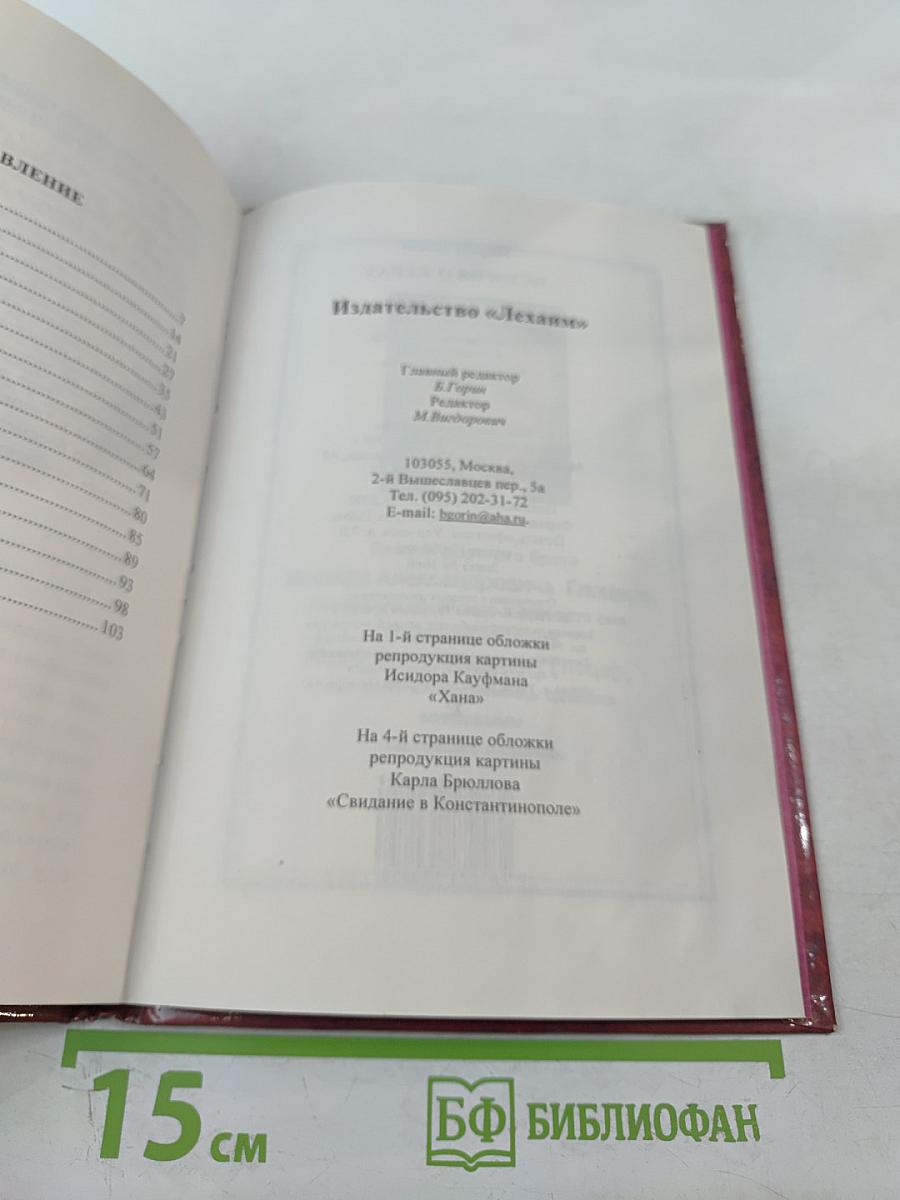 ВЛЕНИЕ
7
14
21
27
35
43
51
57
64
71
80
85
89
93
98
103
Издательство «Лехаим»
Главный редактор
Б.Горин
Редактор
М.Вигдорович
103055, Москва,
2-й Вышеславцев пер., 5а
Тел. (095) 202-31-72
E-mail: bgorin@aha.ru.
На 1-й странице обложки
репродукция картины
Исидора Кауфмана
«Хана»
На 4-й странице обложки
репродукция картины
Карла Брюллова
«Свидание в Константинополе»
15 см
БФ БИБЛИОФАН